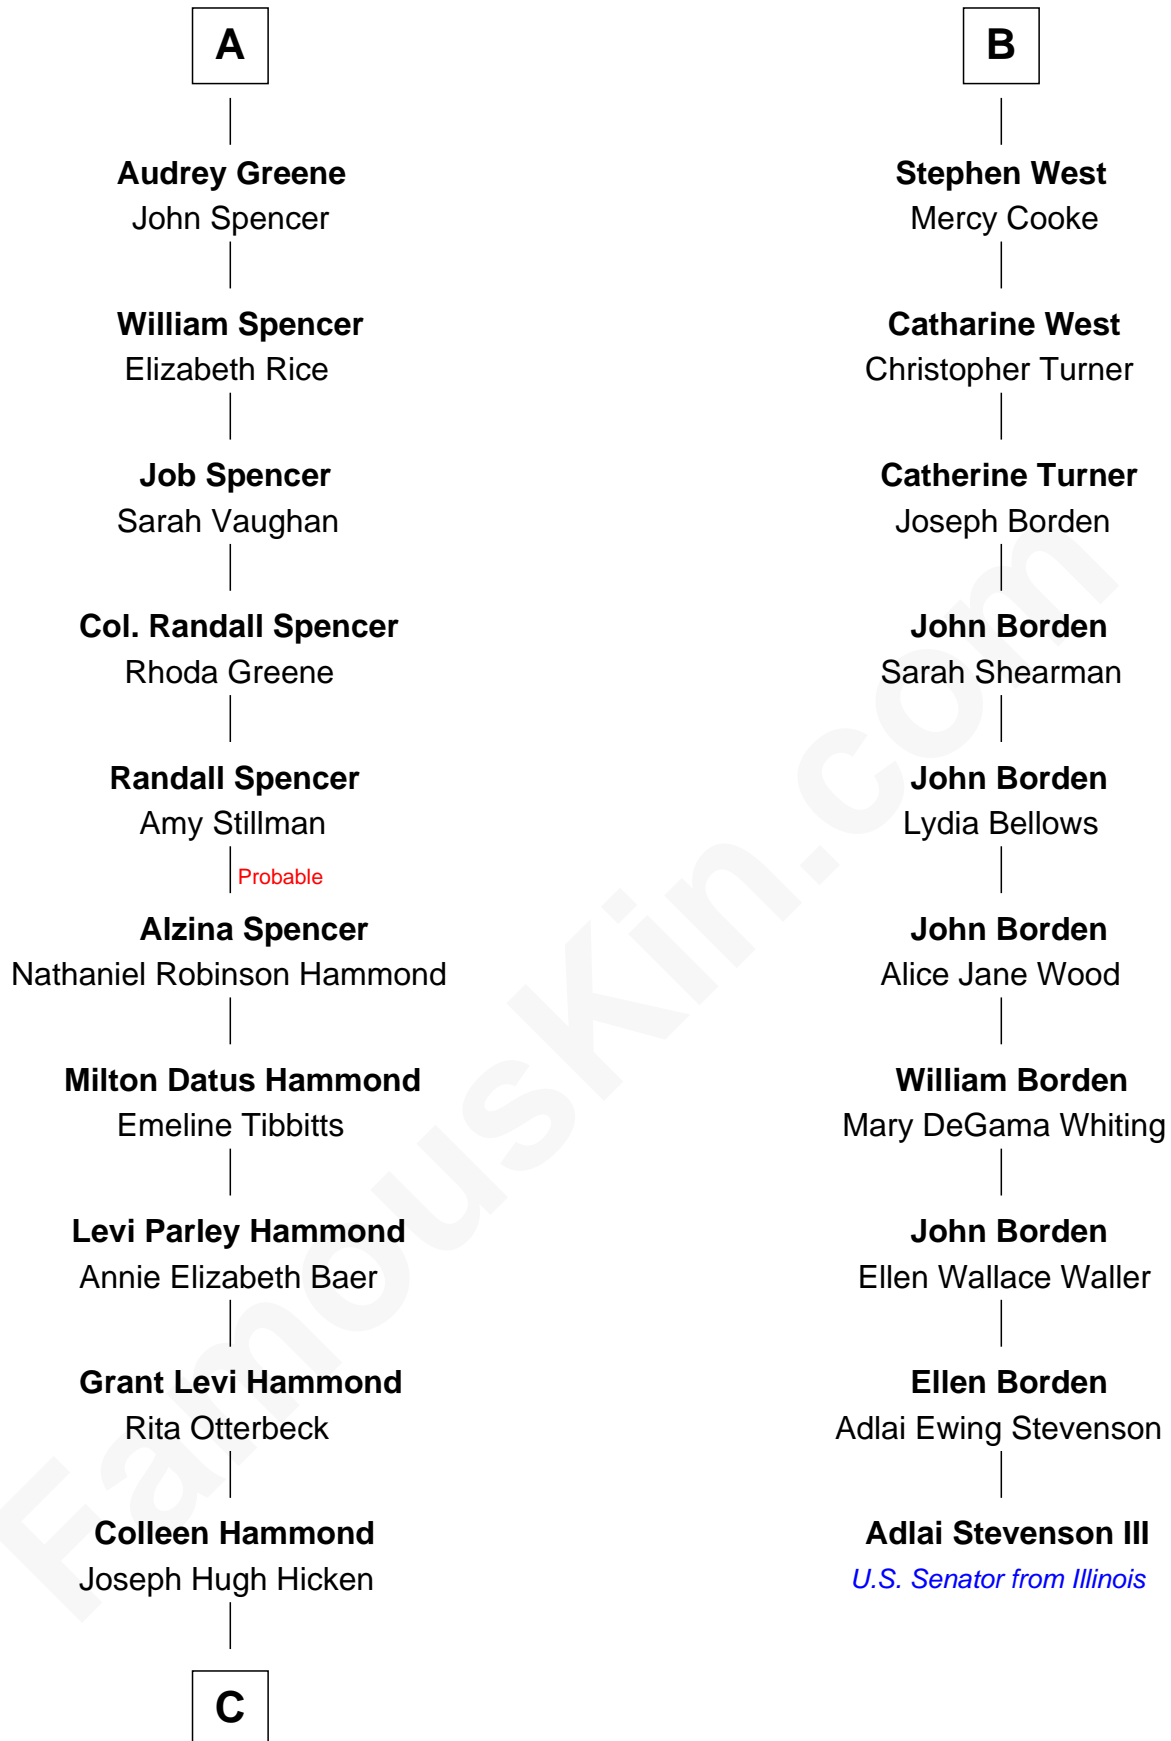 A
Audrey Greene
John Spencer
William Spencer
Elizabeth Rice
Job Spencer
Sarah Vaughan
Col. Randall Spencer
Rhoda Greene
Randall Spencer
Amy Stillman
Probable
Alzina Spencer
Nathaniel Robinson Hammond
Milton Datus Hammond
Emeline Tibbitts
Levi Parley Hammond
Annie Elizabeth Baer
Grant Levi Hammond
Rita Otterbeck
Colleen Hammond
Joseph Hugh Hicken
C
B
Stephen West
Mercy Cooke
Catharine West
Christopher Turner
Catherine Turner
Joseph Borden
John Borden
Sarah Shearman
John Borden
Lydia Bellows
John Borden
Alice Jane Wood
William Borden
Mary DeGama Whiting
John Borden
Ellen Wallace Waller
Ellen Borden
Adlai Ewing Stevenson
Adlai Stevenson III
U.S. Senator from Illinois
FamousKin.com